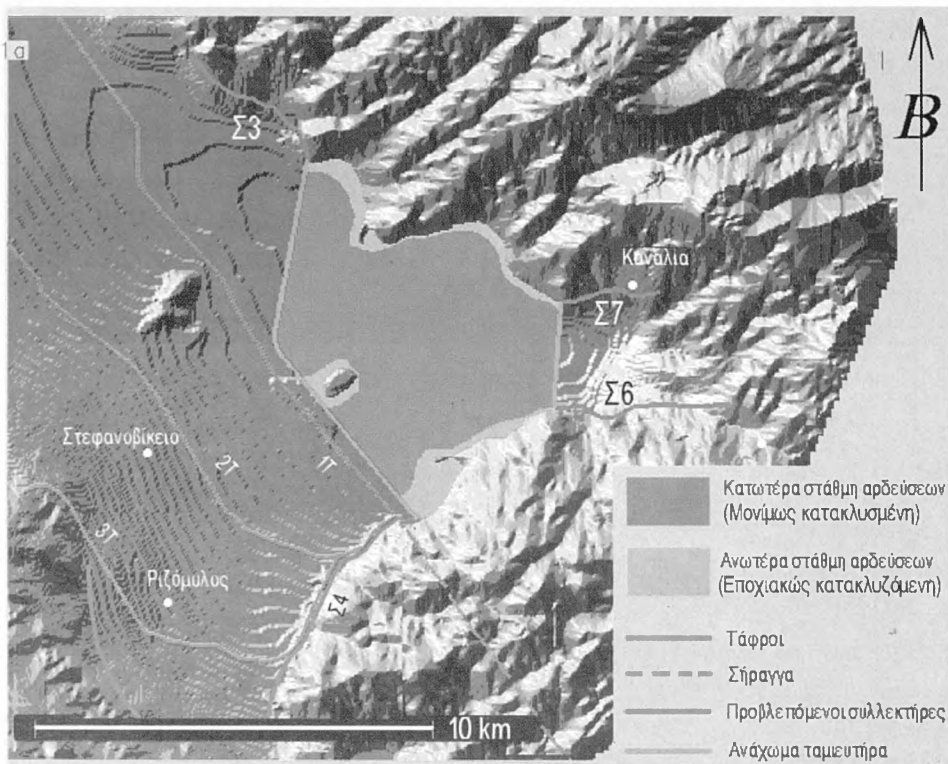 1α
B
Σ3
Κανάλια
Σ7
Σ6
Στεφανοβίκειο
2Τ
1Τ
3Τ
Ριζόμυλος
Σ4
10 km
Κατωτέρα στάθμη αρδεύσεων
(Μονίμως κατακλυσμένη)
Ανωτέρα στάθμη αρδεύσεων
(Εποχιακώς κατακλυζόμενη)
Τάφροι
Σήραγγα
Προβλεπόμενοι συλλεκτήρες
Ανάχωμα ταμιευτήρα